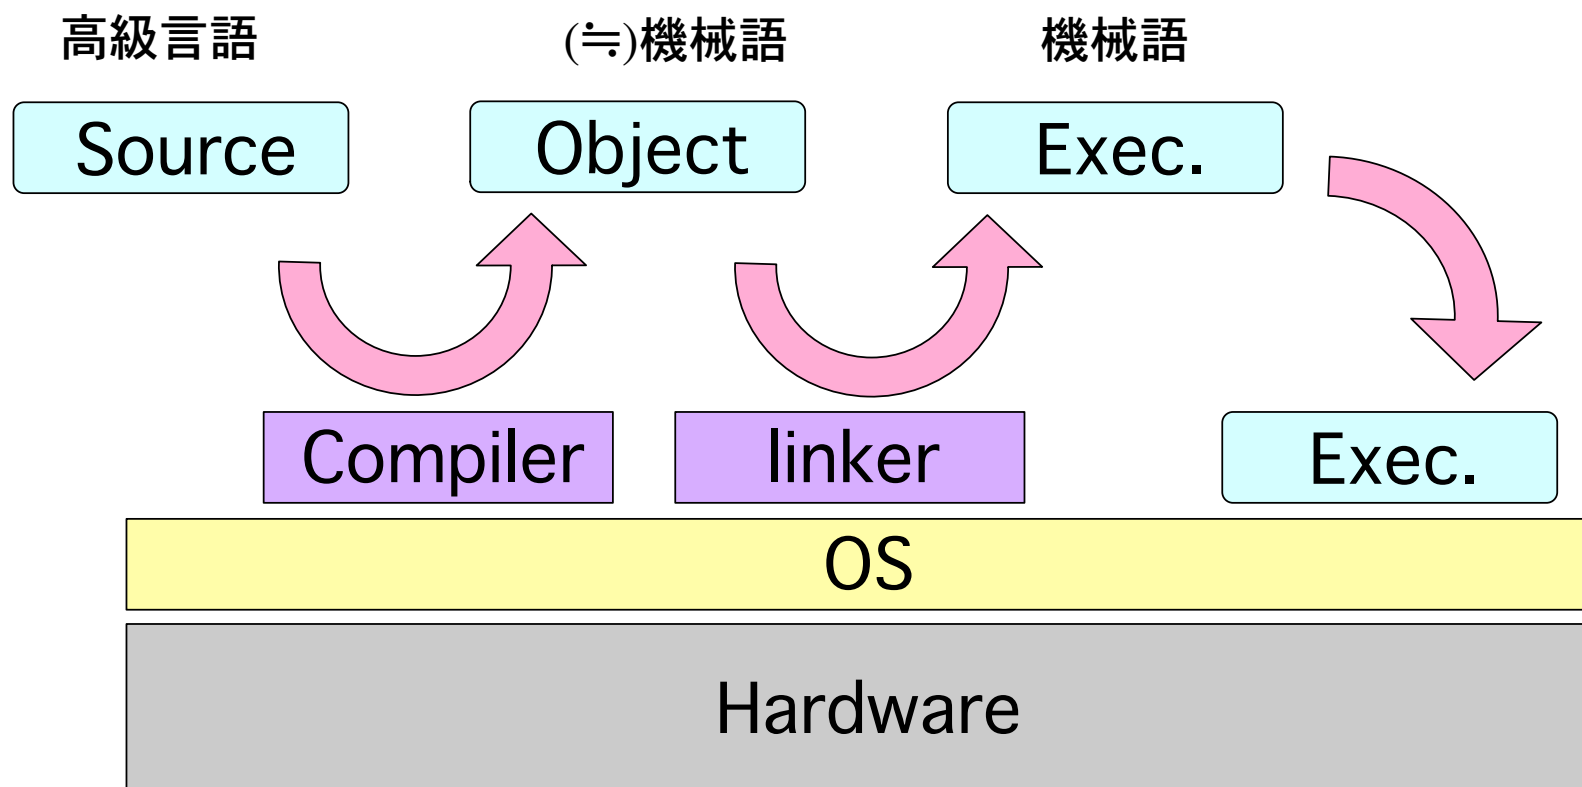 高級言語
(≒)機械語
機械語
Source
Object
Exec.
Compiler
linker
Exec.
OS
Hardware